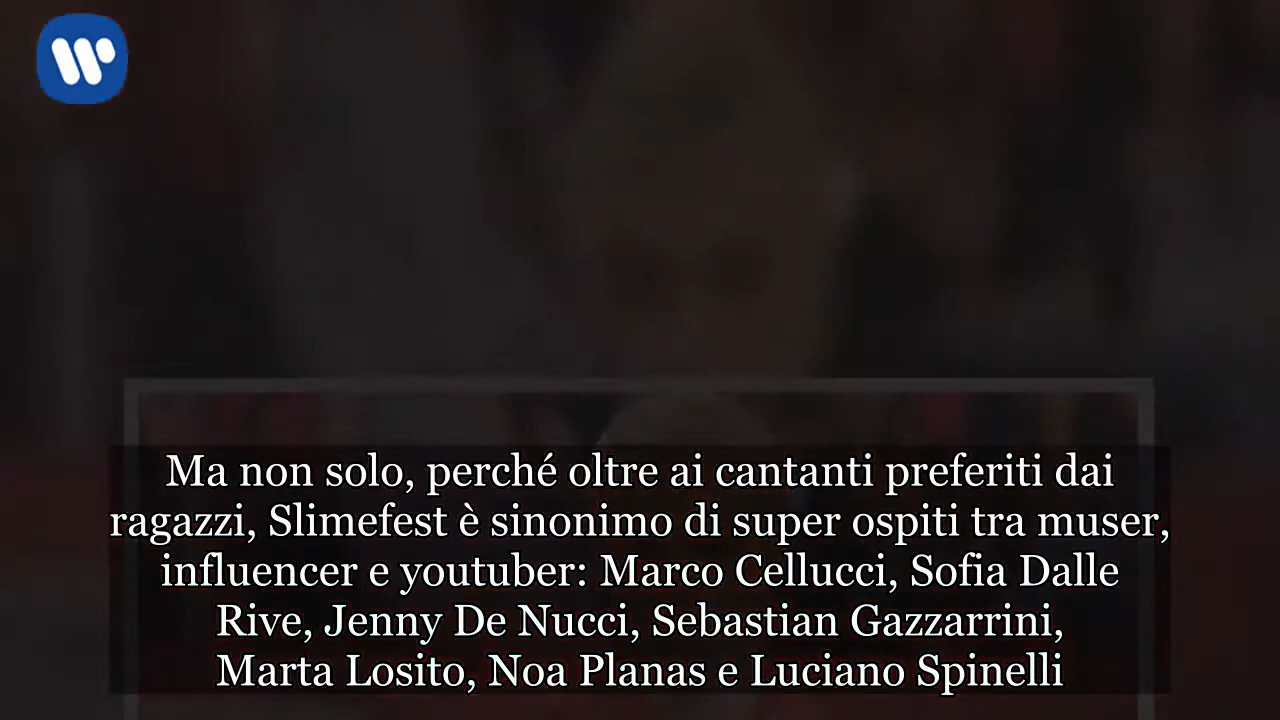 Ma non solo, perché oltre ai cantanti preferiti dai
ragazzi, Slimefest è sinonimo di super ospiti tra muser,
influencer e youtuber: Marco Cellucci, Sofia Dalle
Rive, Jenny De Nucci, Sebastian Gazzarrini,
Marta Losito, Noa Planas e Luciano Spinelli